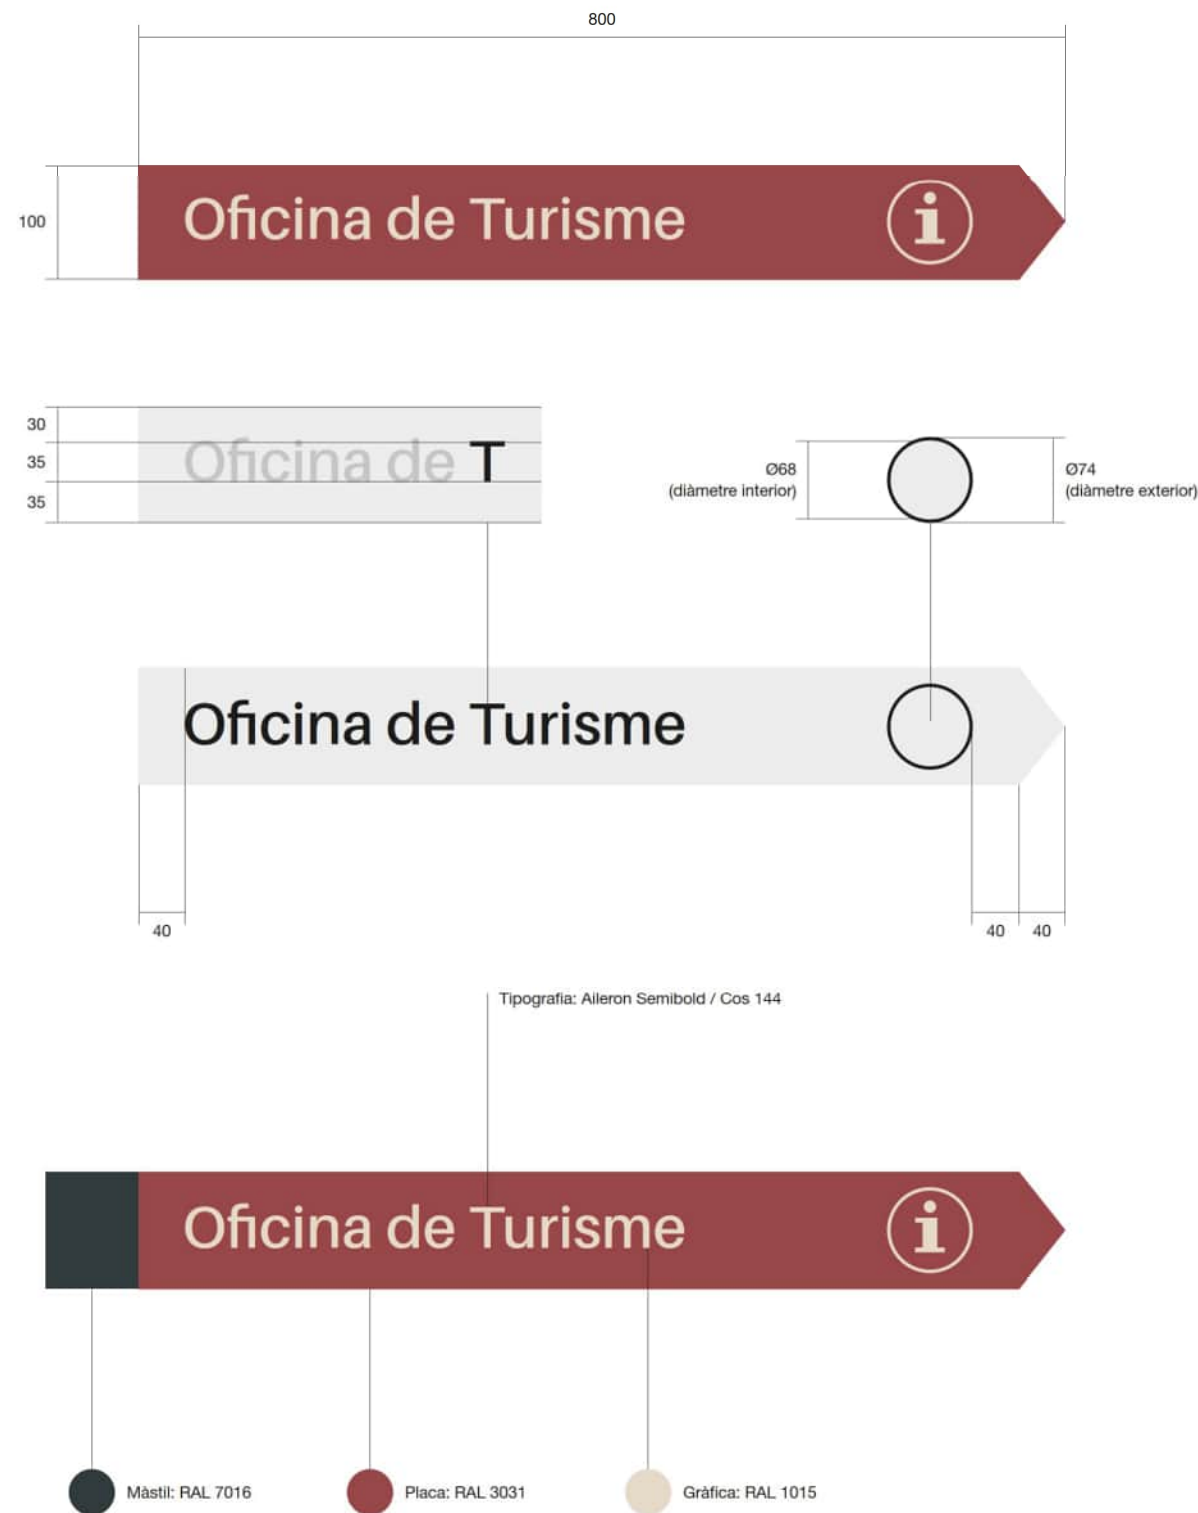 800
100
Oficina de Turisme
i
30
35
35
Oficina de T
Ø68
(diàmetre interior)
Ø74
(diàmetre exterior)
Oficina de Turisme
40
40
40
Tipografia: Aileron Semibold / Cos 144
Oficina de Turisme
i
Màstil: RAL 7016
Placa: RAL 3031
Gràfica: RAL 1015